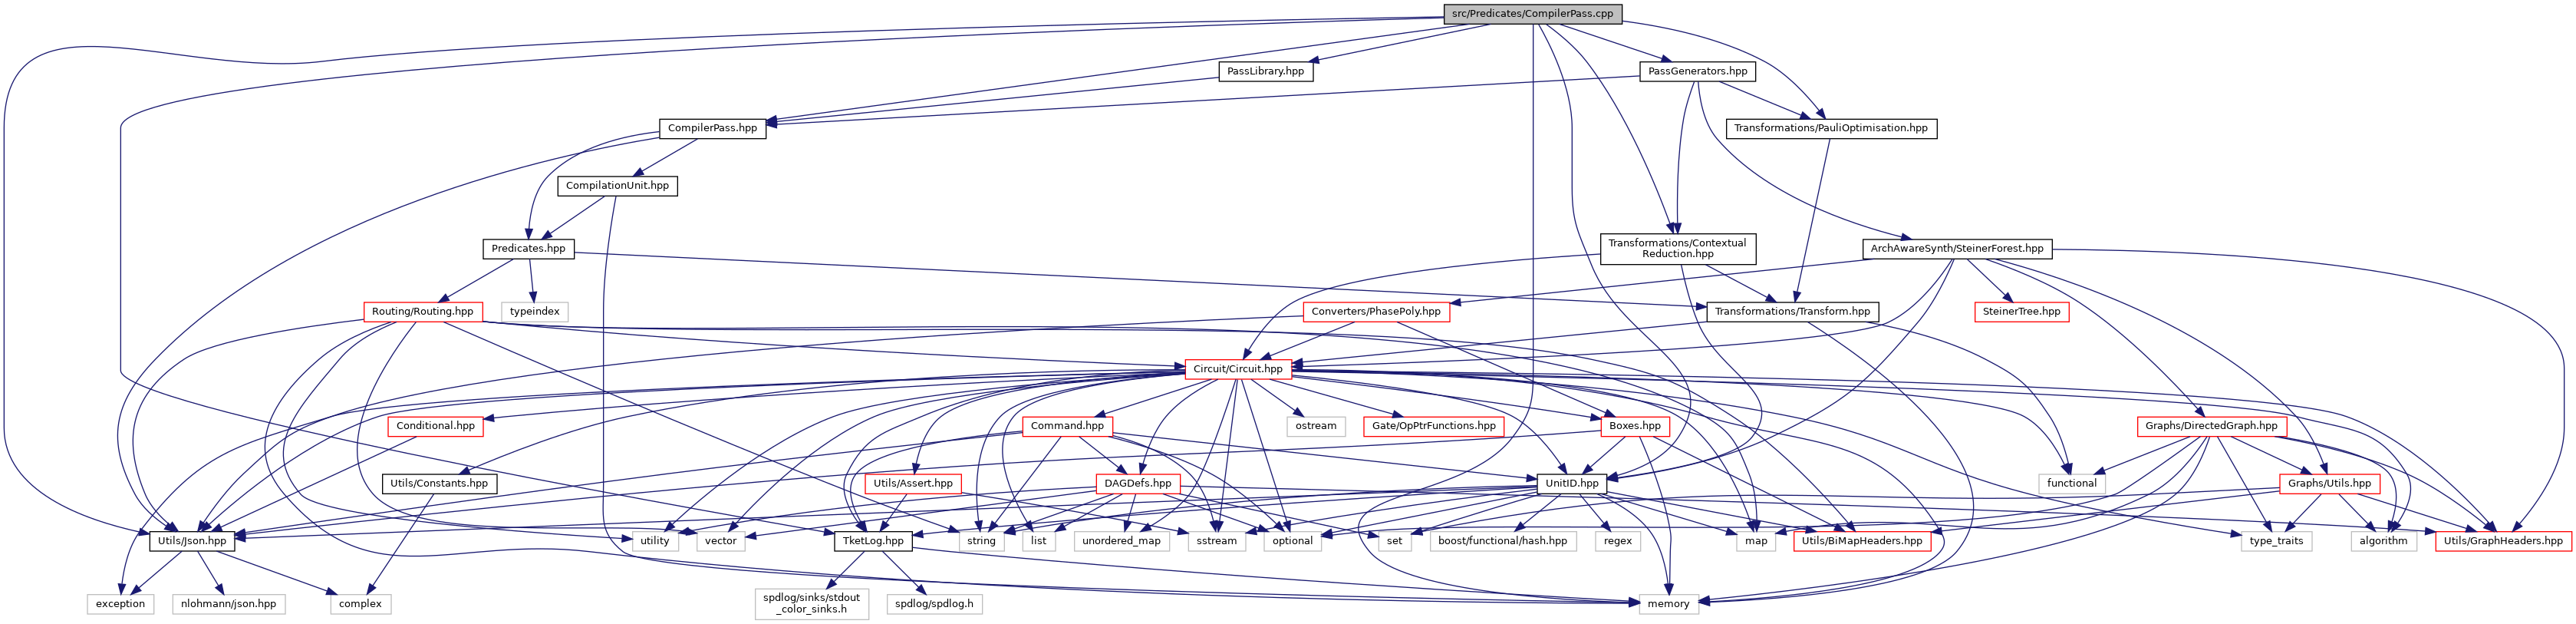 src/Predicates/CompilerPass.cpp
PassLibrary.hpp
PassGenerators.hpp
CompilerPass.hpp
Transformations/PauliOptimisation.hpp
CompilationUnit.hpp
Predicates.hpp
Transformations/Contextual
Reduction.hpp
ArchAwareSynth/SteinerForest.hpp
Routing/Routing.hpp
typeindex
Converters/PhasePoly.hpp
Transformations/Transform.hpp
SteinerTree.hpp
Circuit/Circuit.hpp
Conditional.hpp
Command.hpp
ostream
Gate/OpPtrFunctions.hpp
Boxes.hpp
Graphs/DirectedGraph.hpp
Utils/Constants.hpp
Utils/Assert.hpp
DAGDefs.hpp
UnitID.hpp
functional
Graphs/Utils.hpp
Utils/Json.hpp
utility
vector
TketLog.hpp
string
list
unordered_map
sstream
optional
set
boost/functional/hash.hpp
regex
map
Utils/BiMapHeaders.hpp
type_traits
algorithm
Utils/GraphHeaders.hpp
exception
nlohmann/json.hpp
complex
spdlog/sinks/stdout
_color_sinks.h
spdlog/spdlog.h
memory